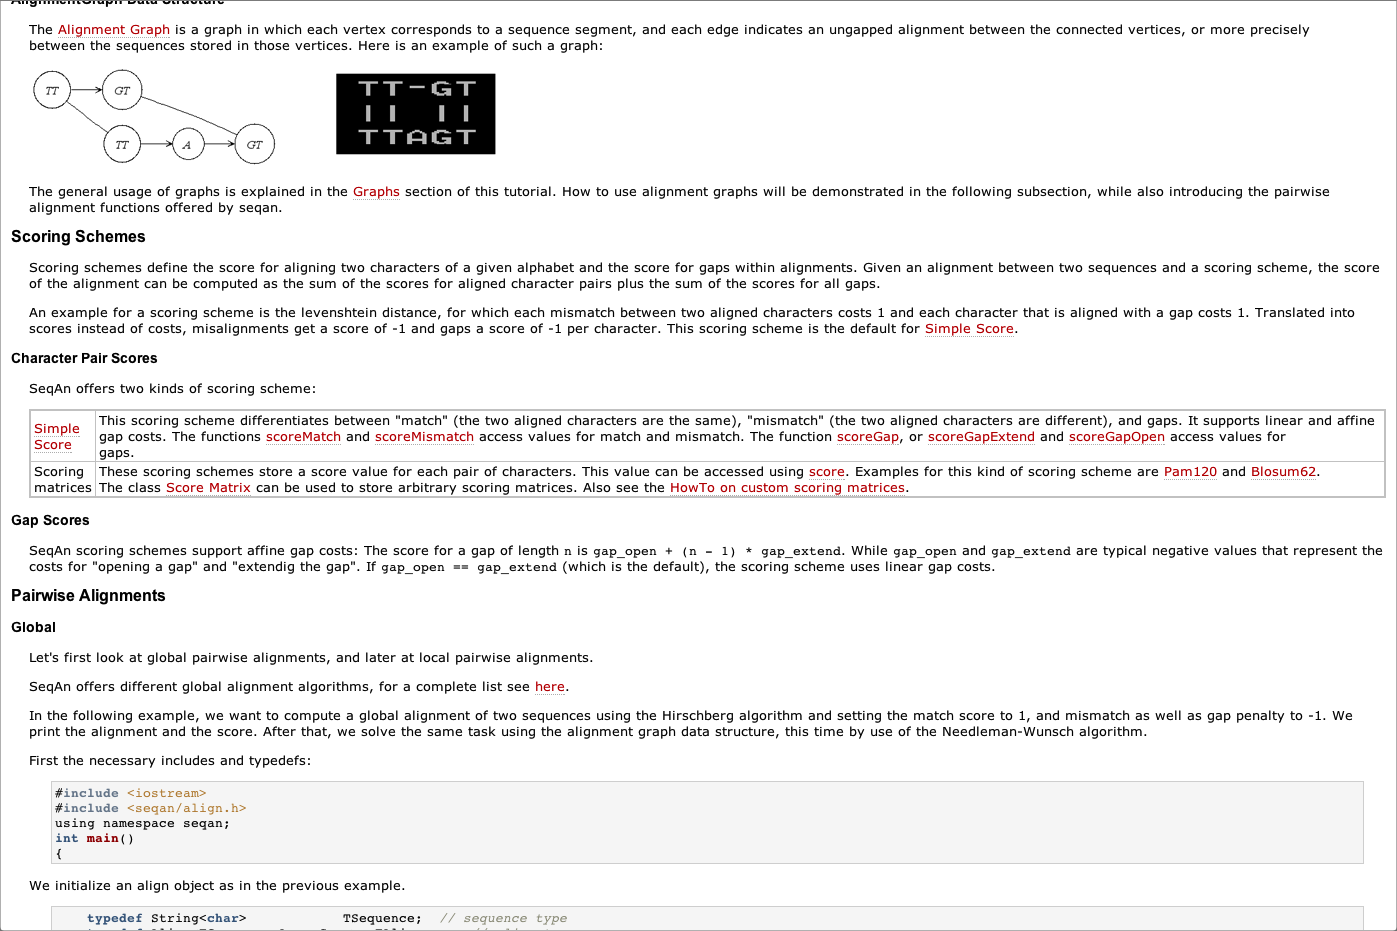 AlignmentGraph Data Structure
The Alignment Graph is a graph in which each vertex corresponds to a sequence segment, and each edge indicates an ungapped alignment between the connected vertices, or more precisely
between the sequences stored in those vertices. Here is an example of such a graph:
TT
GT
TT
A
GT
TT-GT
|| ||
TTAGT
The general usage of graphs is explained in the Graphs section of this tutorial. How to use alignment graphs will be demonstrated in the following subsection, while also introducing the pairwise
alignment functions offered by seqan.
Scoring Schemes
Scoring schemes define the score for aligning two characters of a given alphabet and the score for gaps within alignments. Given an alignment between two sequences and a scoring scheme, the score
of the alignment can be computed as the sum of the scores for aligned character pairs plus the sum of the scores for all gaps.
An example for a scoring scheme is the levenshtein distance, for which each mismatch between two aligned characters costs 1 and each character that is aligned with a gap costs 1. Translated into
scores instead of costs, misalignments get a score of -1 and gaps a score of -1 per character. This scoring scheme is the default for Simple Score.
Character Pair Scores
SeqAn offers two kinds of scoring scheme:
Simple
Score
This scoring scheme differentiates between "match" (the two aligned characters are the same), "mismatch" (the two aligned characters are different), and gaps. It supports linear and affine
gap costs. The functions scoreMatch and scoreMismatch access values for match and mismatch. The function scoreGap, or scoreGapExtend and scoreGapOpen access values for
gaps.
Scoring
matrices
These scoring schemes store a score value for each pair of characters. This value can be accessed using score. Examples for this kind of scoring scheme are Pam120 and Blosum62.
The class Score Matrix can be used to store arbitrary scoring matrices. Also see the HowTo on custom scoring matrices.
Gap Scores
SeqAn scoring schemes support affine gap costs: The score for a gap of length n is gap_open + (n - 1) * gap_extend. While gap_open and gap_extend are typical negative values that represent the
costs for "opening a gap" and "extendig the gap". If gap_open == gap_extend (which is the default), the scoring scheme uses linear gap costs.
Pairwise Alignments
Global
Let's first look at global pairwise alignments, and later at local pairwise alignments.
SeqAn offers different global alignment algorithms, for a complete list see here.
In the following example, we want to compute a global alignment of two sequences using the Hirschberg algorithm and setting the match score to 1, and mismatch as well as gap penalty to -1. We
print the alignment and the score. After that, we solve the same task using the alignment graph data structure, this time by use of the Needleman-Wunsch algorithm.
First the necessary includes and typedefs:
#include <iostream>
#include <seqan/align.h>
using namespace seqan;
int main()
{
We initialize an align object as in the previous example.
typedef String<char> TSequence; // sequence type